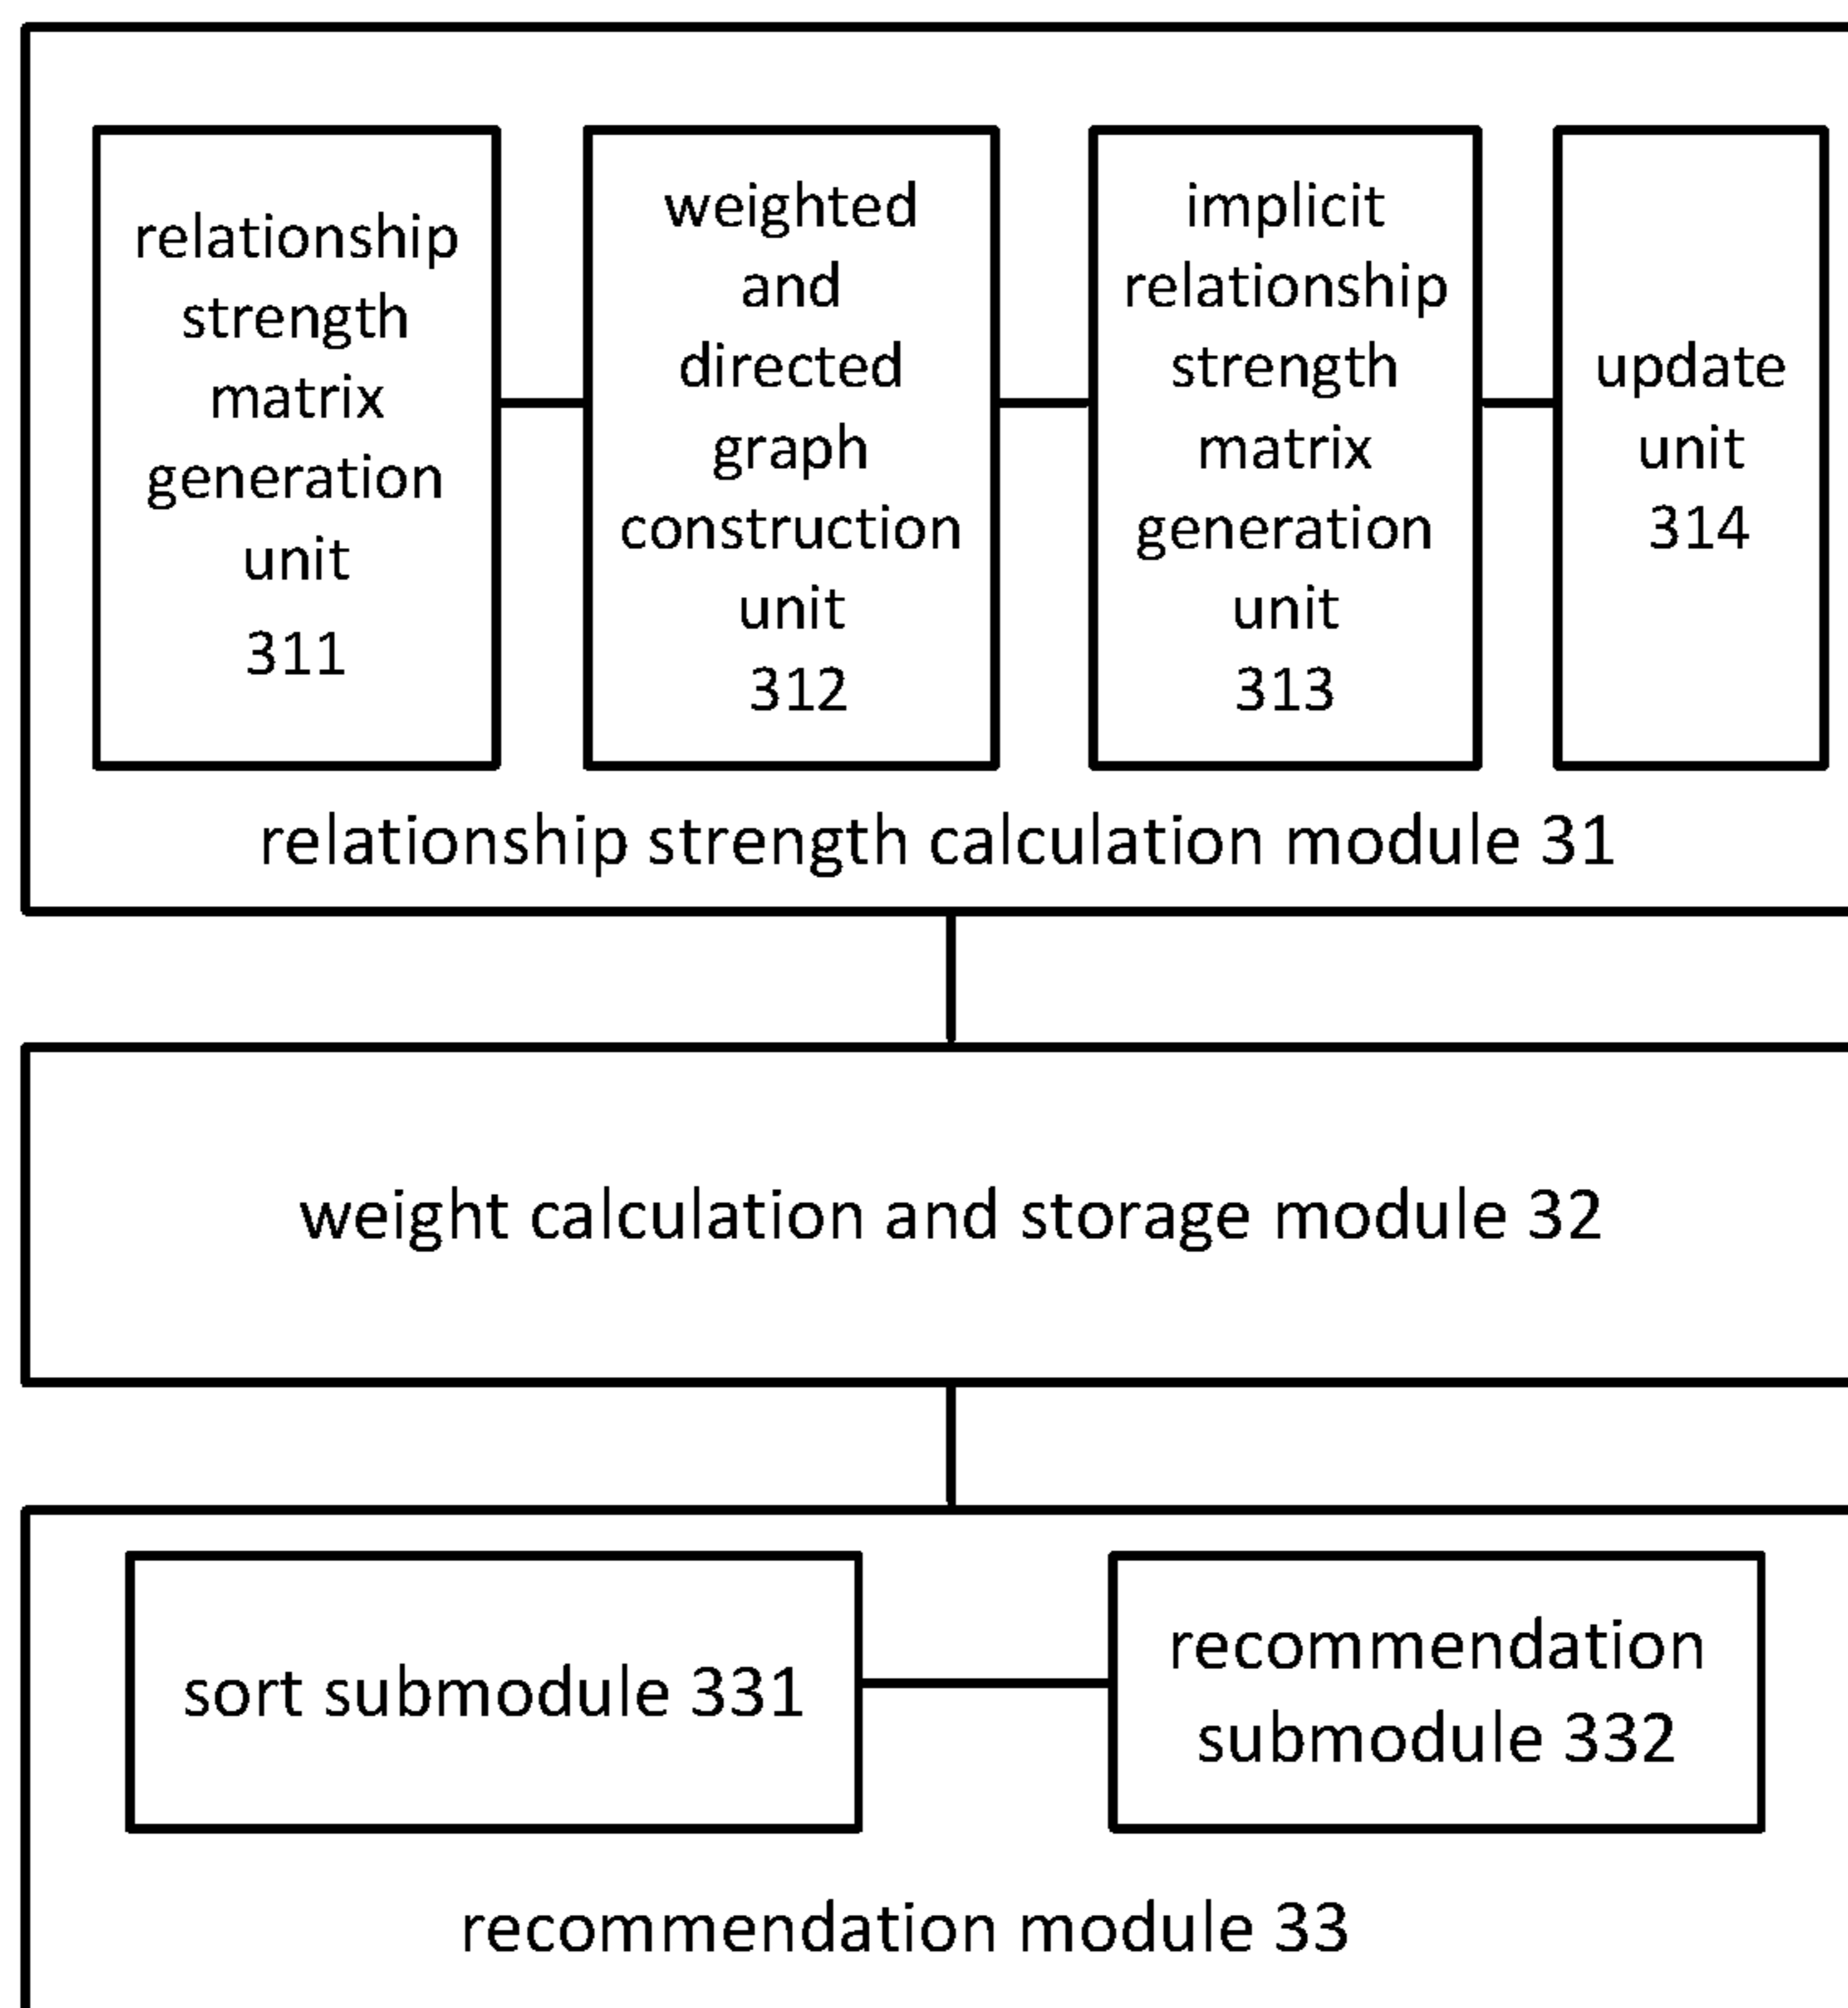 relationship
strength
matrix
generation
unit
311
weighted
and
directed
graph
construction
unit
312
implicit
relationship
strength
matrix
generation
unit
313
update
unit
314
relationship strength calculation module 31
weight calculation and storage module 32
sort submodule 331
recommendation
submodule 332
recommendation module 33